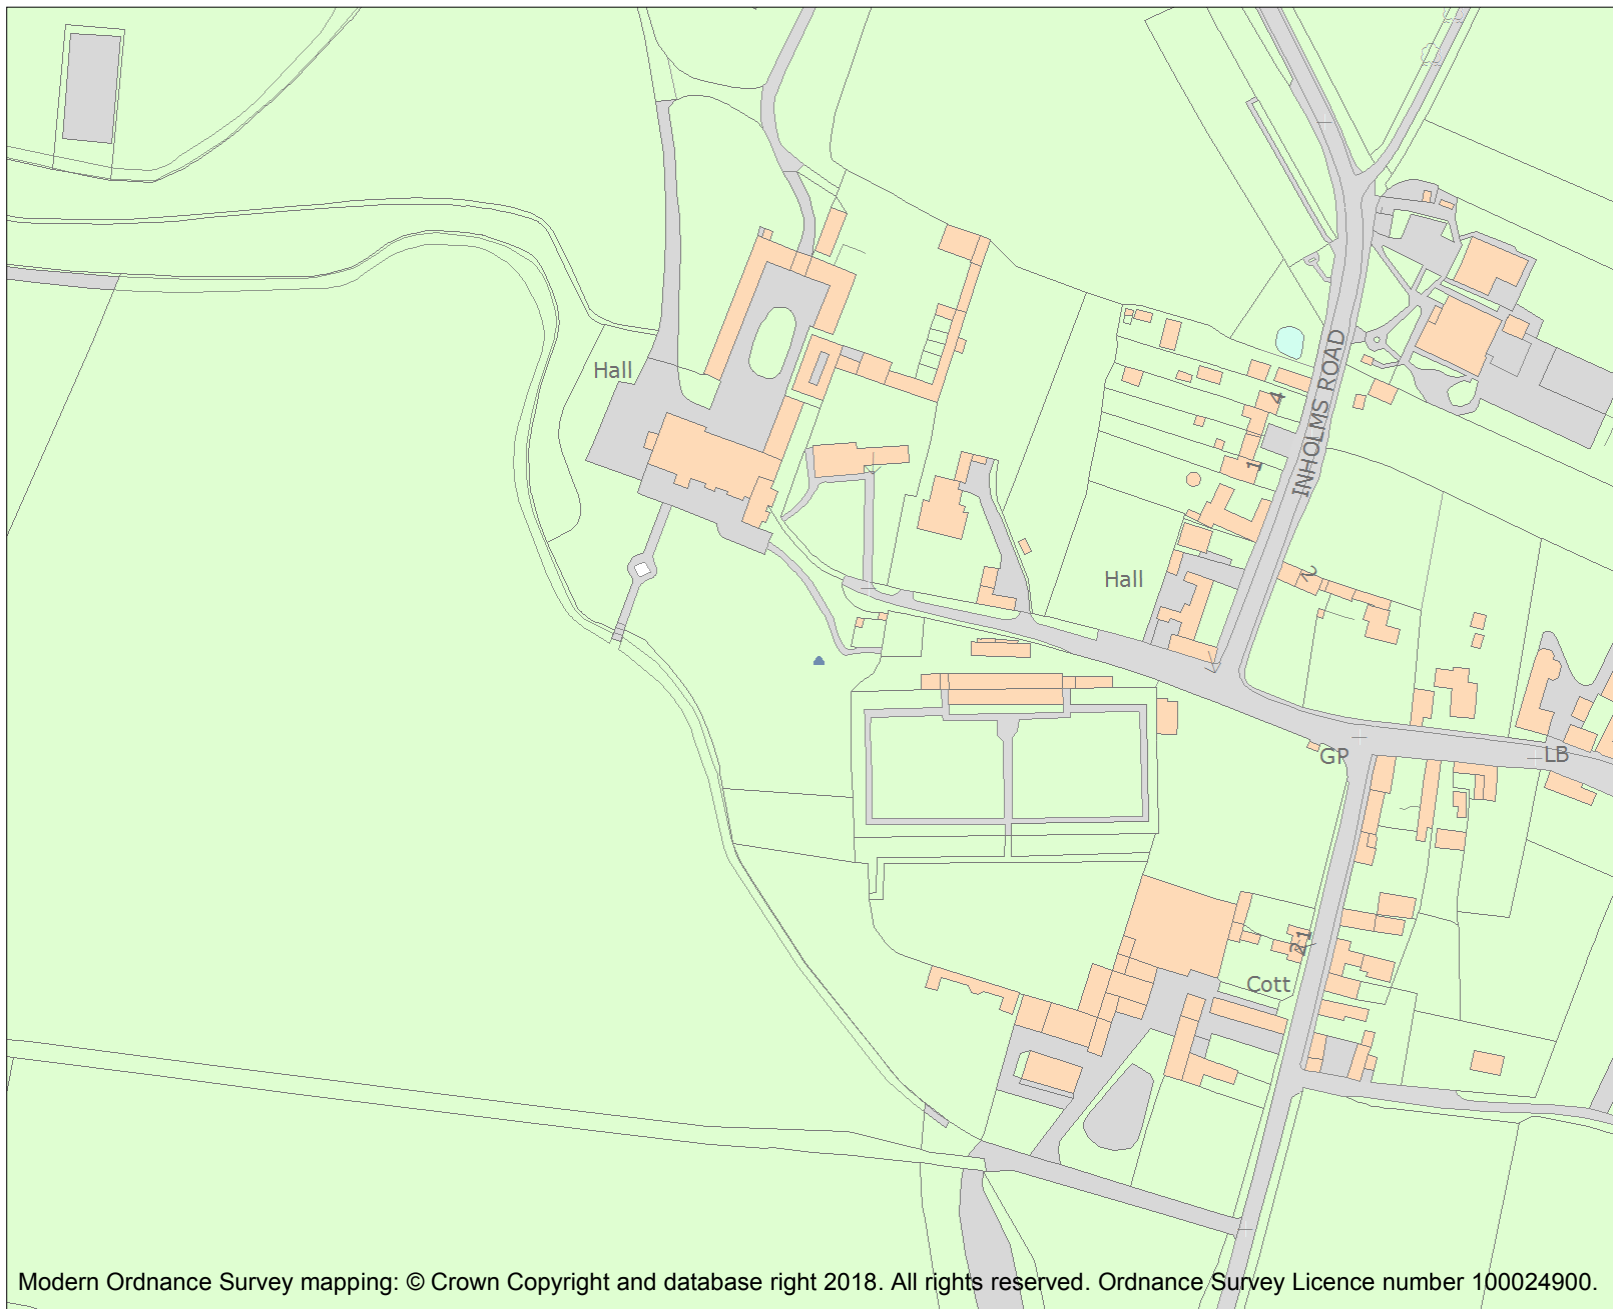 Hall
INHOLMS ROAD
4
1
Hall
2
GP
LB
21
Cott
Modern Ordnance Survey mapping: © Crown Copyright and database right 2018. All rights reserved. Ordnance Survey Licence number 100024900.